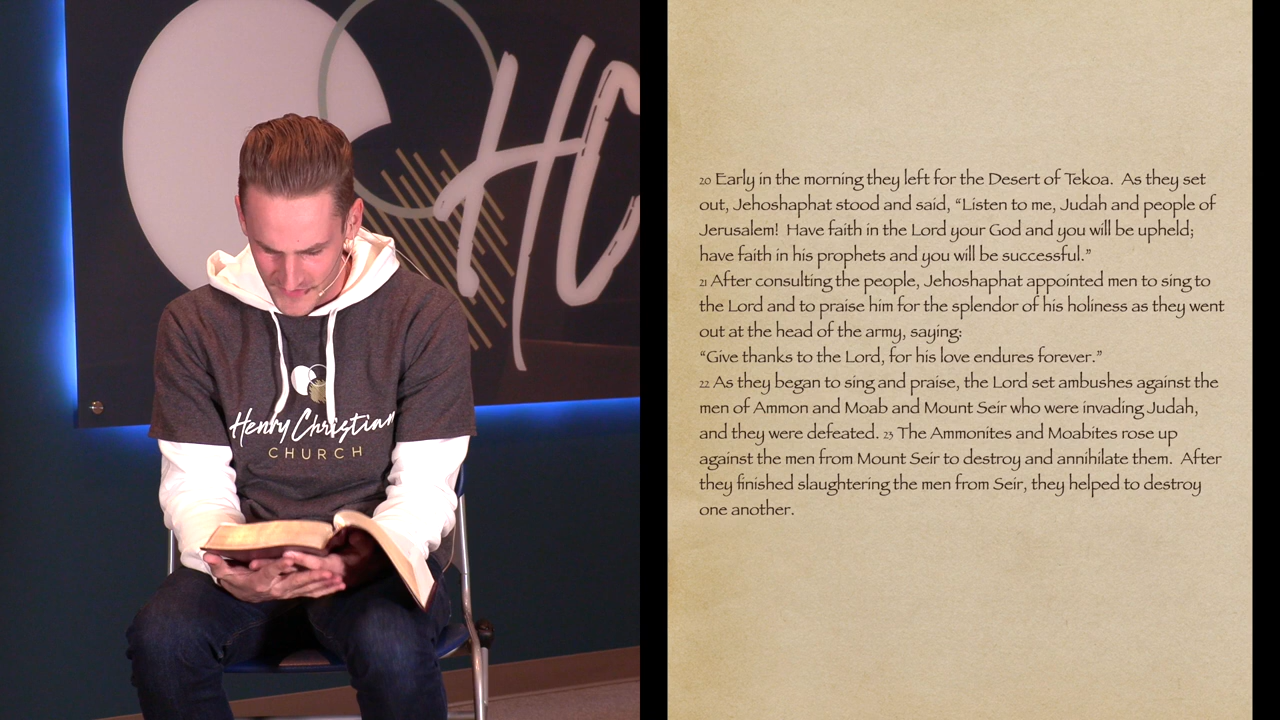 HC
Henry Christian
CHURCH
20 Early in the morning they left for the Desert of Tekoa. As they set
out, Jehoshaphat stood and said, “Listen to me, Judah and people of
Jerusalem! Have faith in the Lord your God and you will be upheld;
have faith in his prophets and you will be successful.”
21 After consulting the people, Jehoshaphat appointed men to sing to
the Lord and to praise him for the splendor of his holiness as they went
out at the head of the army, saying:
“Give thanks to the Lord, for his love endures forever.”
22 As they began to sing and praise, the Lord set ambushes against the
men of Ammon and Moab and Mount Seir who were invading Judah,
and they were defeated. 23 The Ammonites and Moabites rose up
against the men from Mount Seir to destroy and annihilate them. After
they finished slaughtering the men from Seir, they helped to destroy
one another.